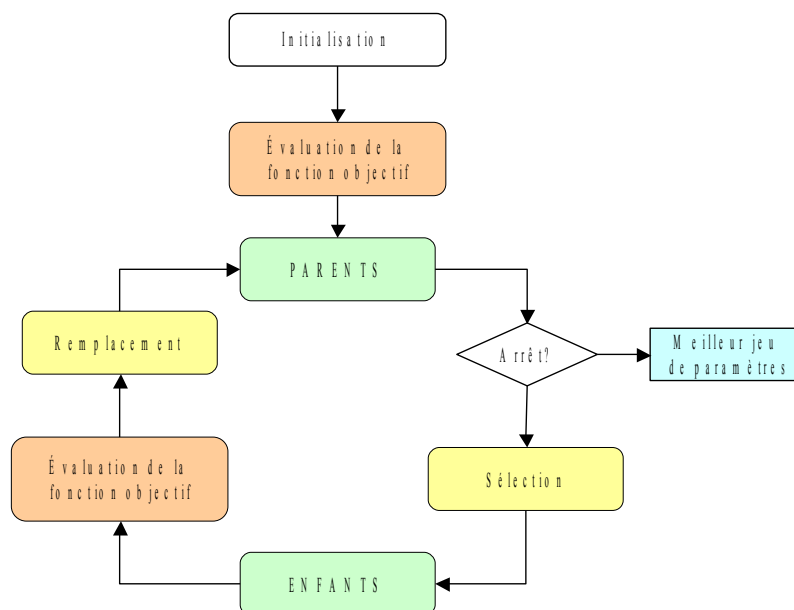 Initialisation
Évaluation de la
fonction objectif
PARENTS
Remplacement
Arrêt?
Meilleur jeu
de paramètres
Évaluation de la
fonction objectif
Sélection
ENFANTS